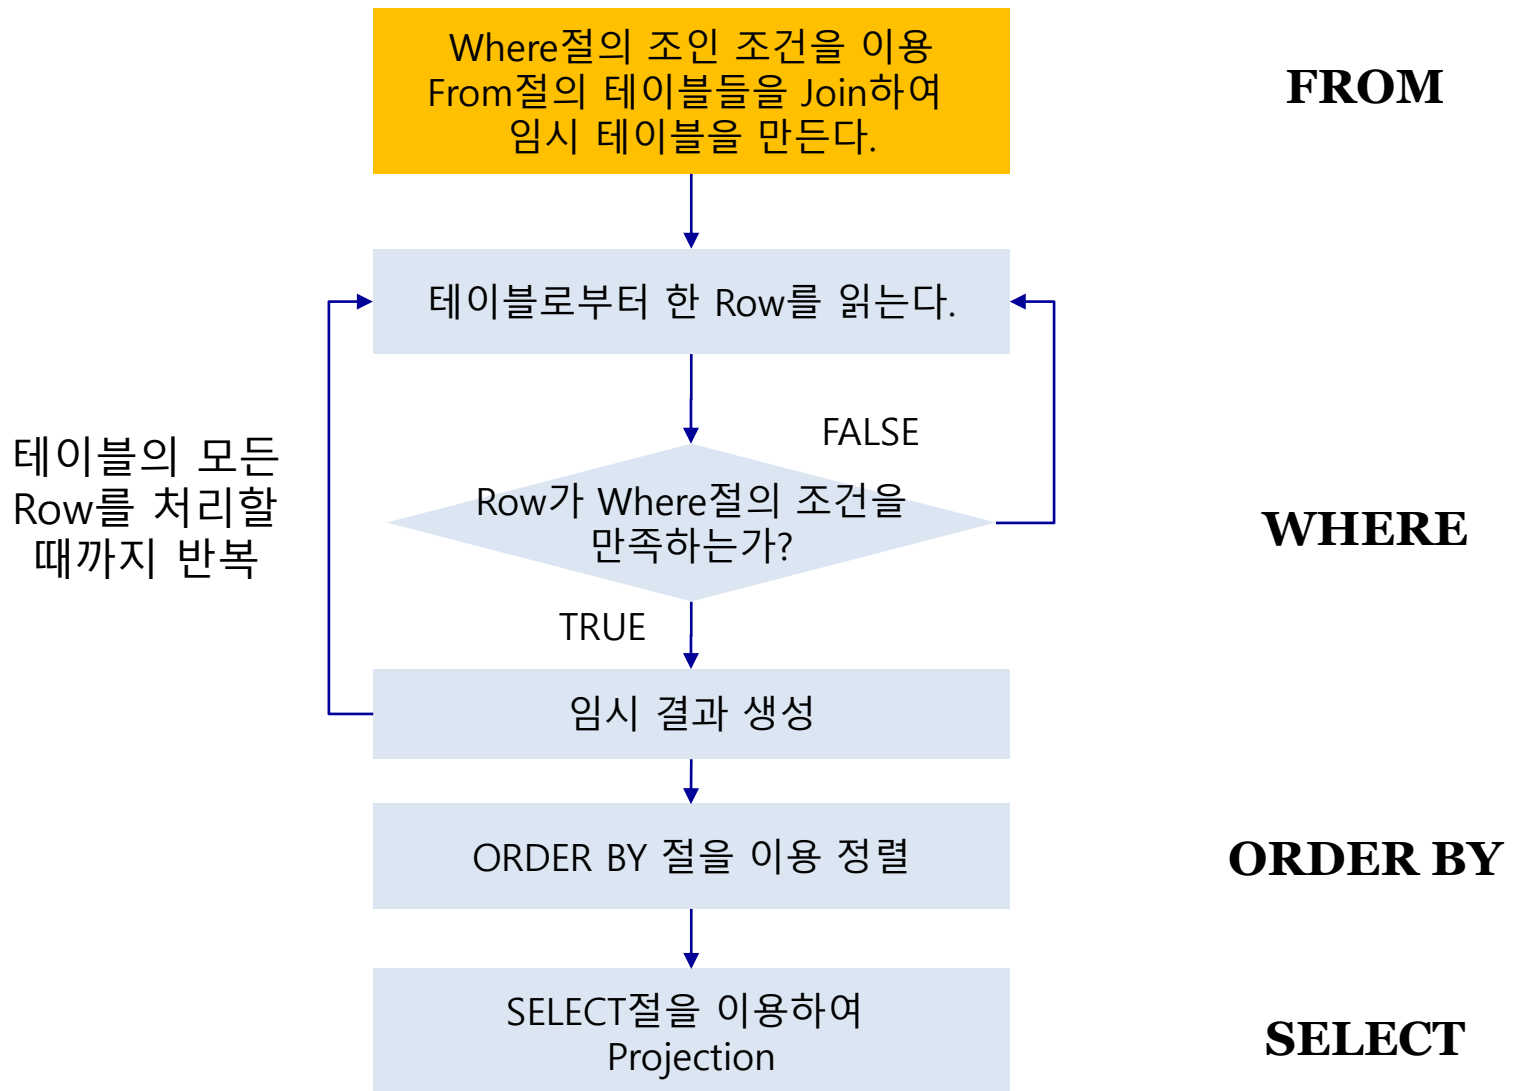 Where절의 조인 조건을 이용
From절의 테이블들을 Join하여
임시 테이블을 만든다.
FROM
테이블로부터 한 Row를 읽는다.
FALSE
테이블의 모든
Row를 처리할
때까지 반복
Row가 Where절의 조건을
만족하는가?
WHERE
TRUE
임시 결과 생성
ORDER BY 절을 이용 정렬
ORDER BY
SELECT절을 이용하여
Projection
SELECT